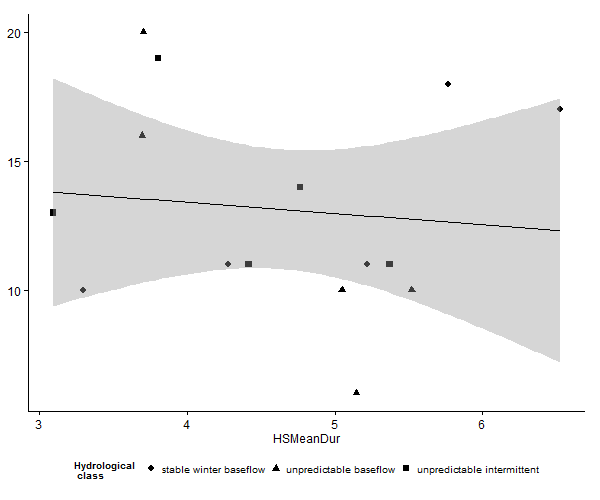 20
15
10
3 4 5 6
HSMeanDur
Hydrological
class
stable winter baseflow unpredictable baseflow unpredictable intermittent